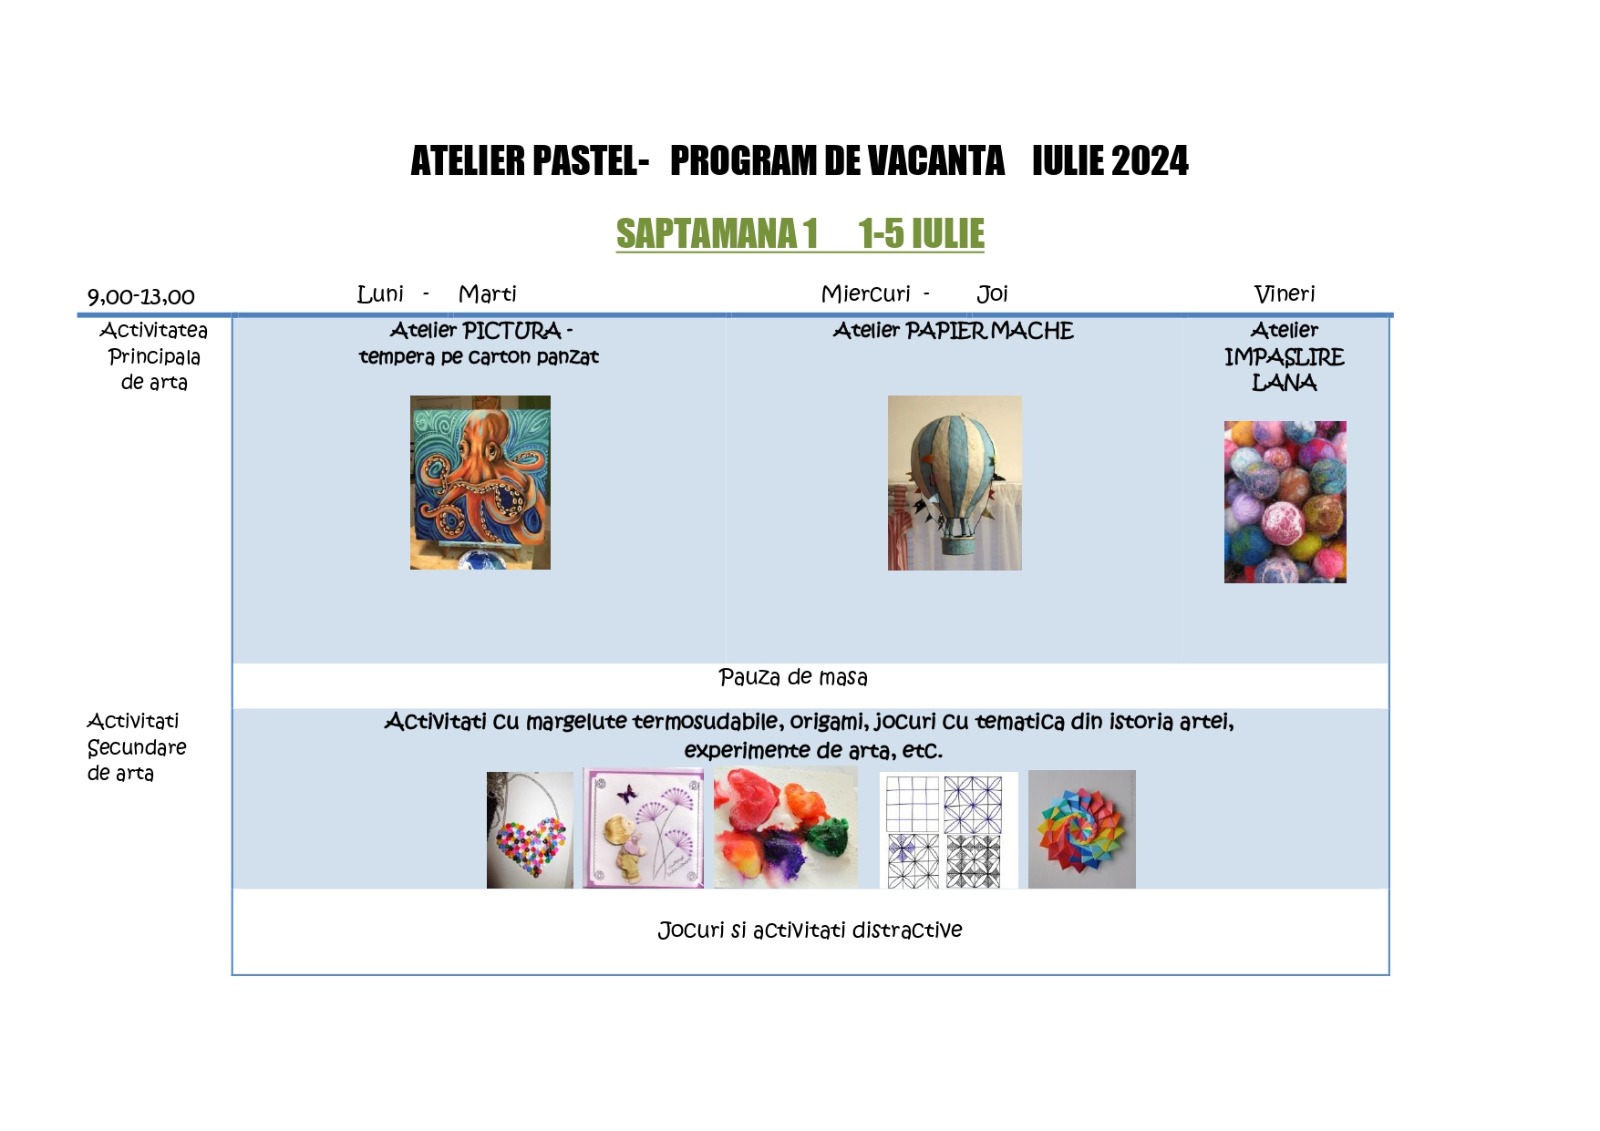 ATELIER PASTEL- PROGRAM DE VACANTA IULIE 2024
SAPTAMANA 1 1-5 IULIE
9,00-13,00 Luni - Marti Miercuri - Joi Vineri
Activitatea
Principala
de arta
Atelier PICTURA -
tempera pe carton panzat
Atelier PAPIER MACHE
Atelier
IMPASLIRE
LANA
Pauza de masa
Activitati
Secundare
de arta
Activitati cu margelute termosudabile, origami, jocuri cu tematica din istoria artei,
experimente de arta, etc.
Jocuri si activitati distractive